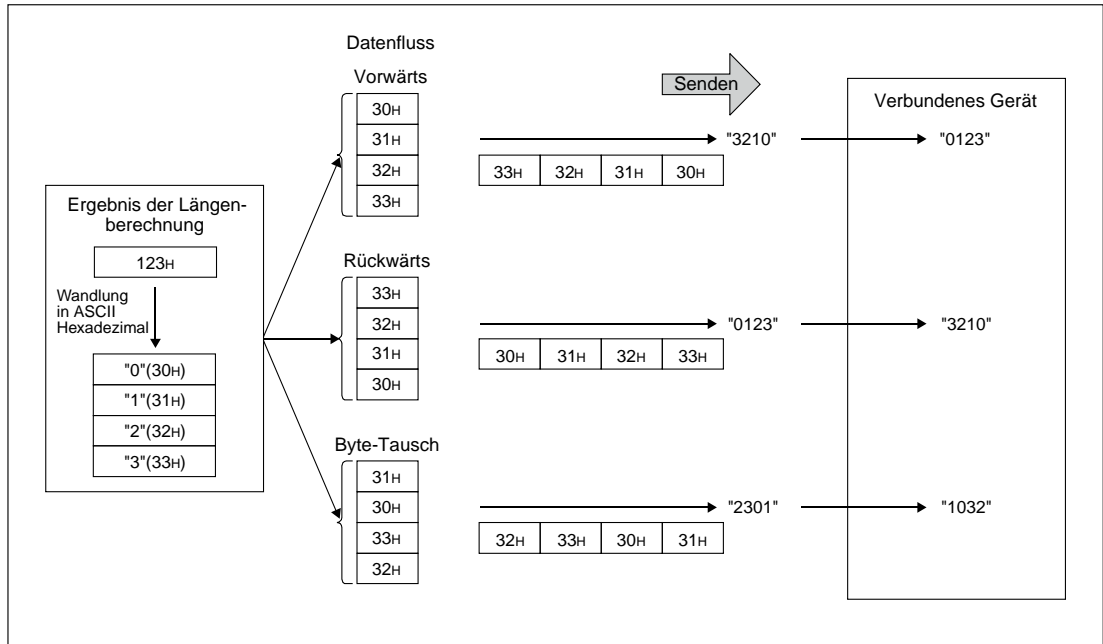 Datenfluss
Vorwärts
30H
31H
32H
33H
Senden
"3210"
33H 32H 31H 30H
Verbundenes Gerät
"0123"
Ergebnis der Längen-
berechnung
123H
Wandlung
in ASCII
Hexadezimal
"0"(30H)
"1"(31H)
"2"(32H)
"3"(33H)
Rückwärts
33H
32H
31H
30H
"0123"
30H 31H 32H 33H
"3210"
Byte-Tausch
31H
30H
33H
32H
"2301"
32H 33H 30H 31H
"1032"